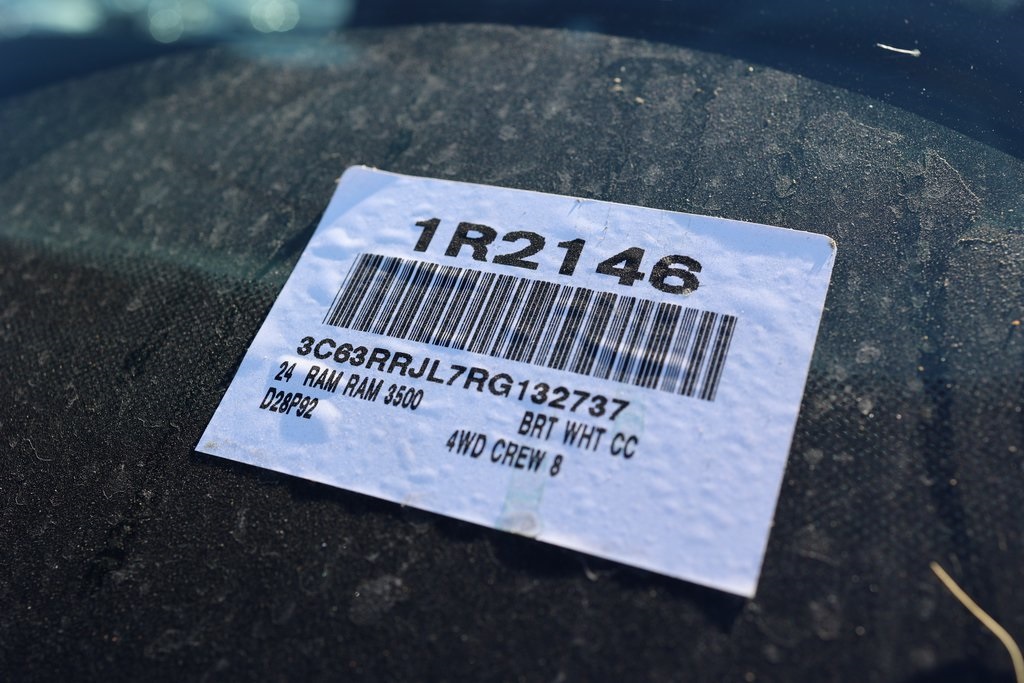 1R2146
3C63RRJL7RG132737
24 RAM RAM 3500
BRT WHT CC
D28P92
4WD CREW 8